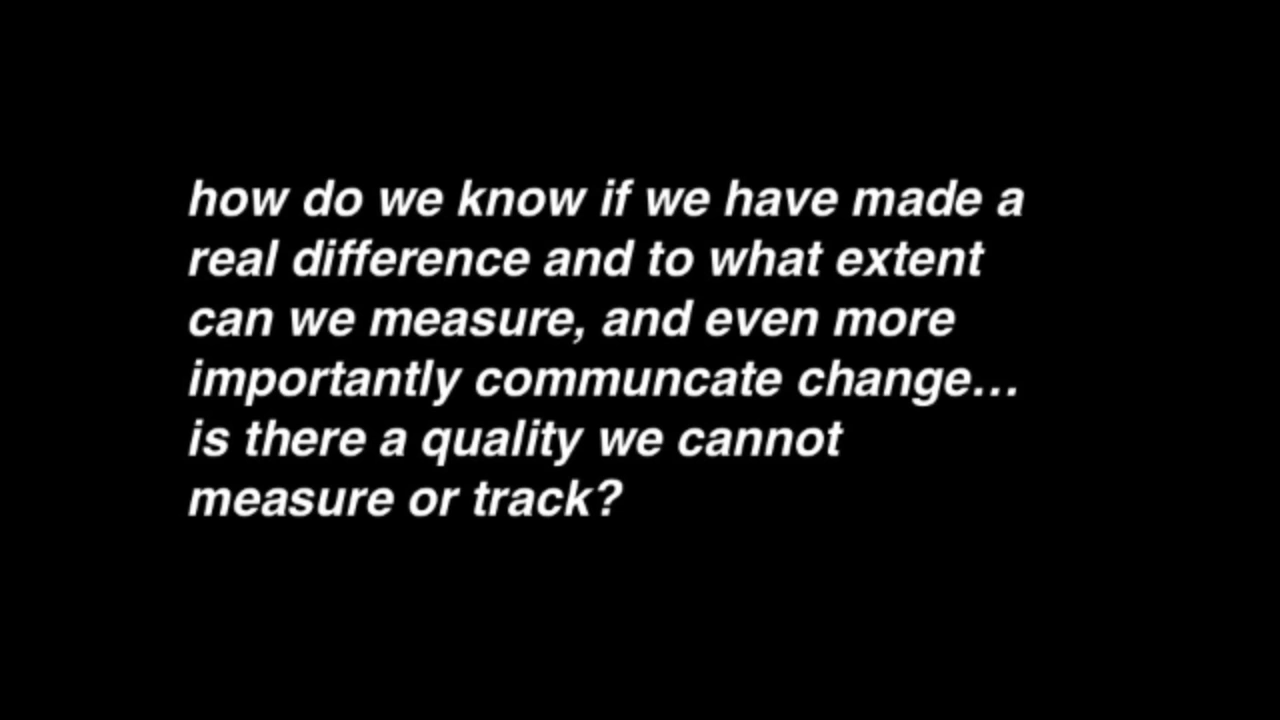 how do we know if we have made a
real difference and to what extent
can we measure, and even more
importantly communcate change...
is there a quality we cannot
measure or track?